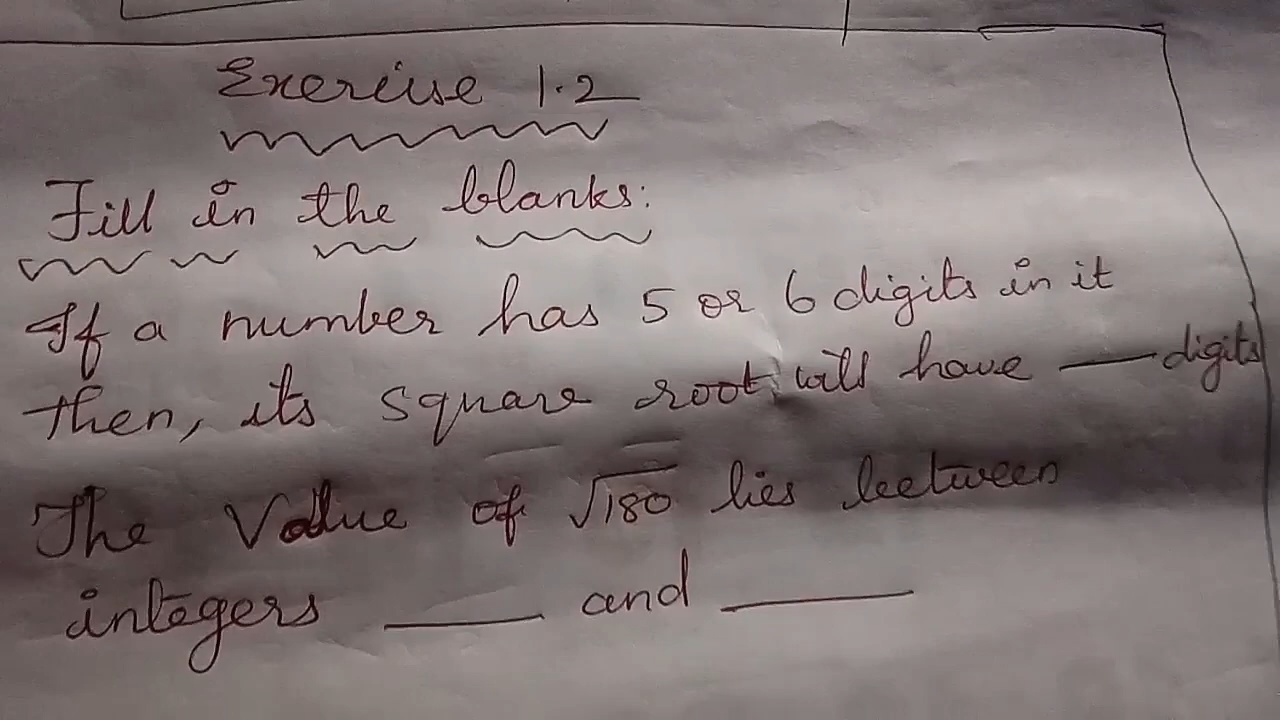 Exercise 1.2
Fill in the blanks:
If a number has 5 or 6 digits in it
then, its square root, will have ___ digits
The Value of √180 lies between
integers ___ and ___